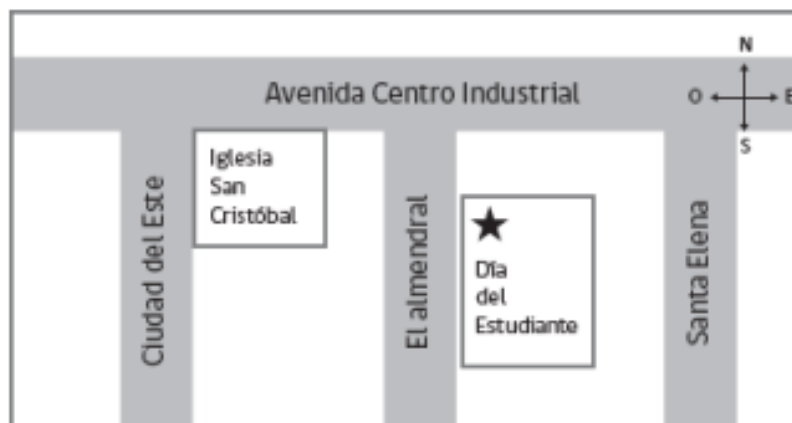 N
Avenida Centro Industrial
O
E
S
Iglesia
San
Cristóbal
Ciudad del Este
El almendral
Día
del
Estudiante
Santa Elena